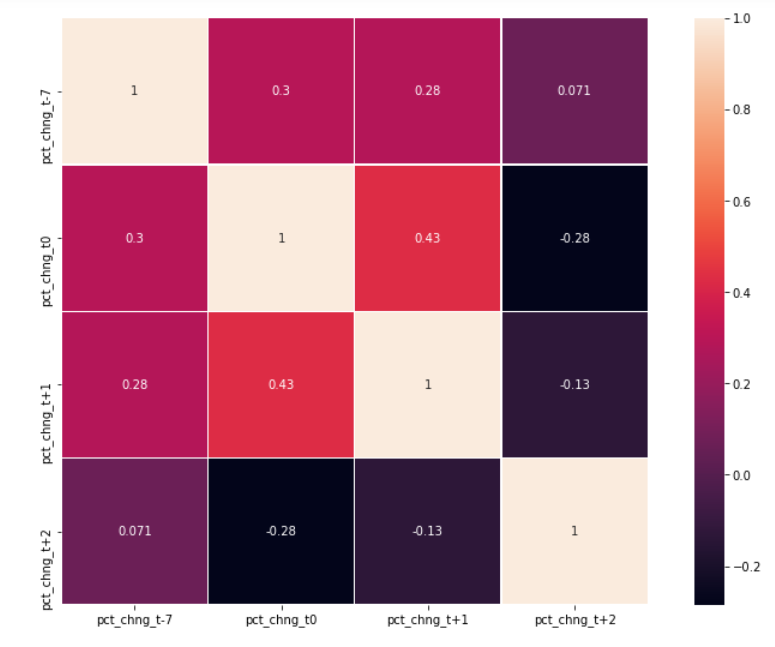 pct_chng_t-7
1
0.3
0.28
0.071
pct_chng_t0
0.3
1
0.43
-0.28
pct_chng_t+1
0.28
0.43
1
-0.13
pct_chng_t+2
0.071
-0.28
-0.13
1
pct_chng_t-7
pct_chng_t0
pct_chng_t+1
pct_chng_t+2
1.0
0.8
0.6
0.4
0.2
0.0
−0.2